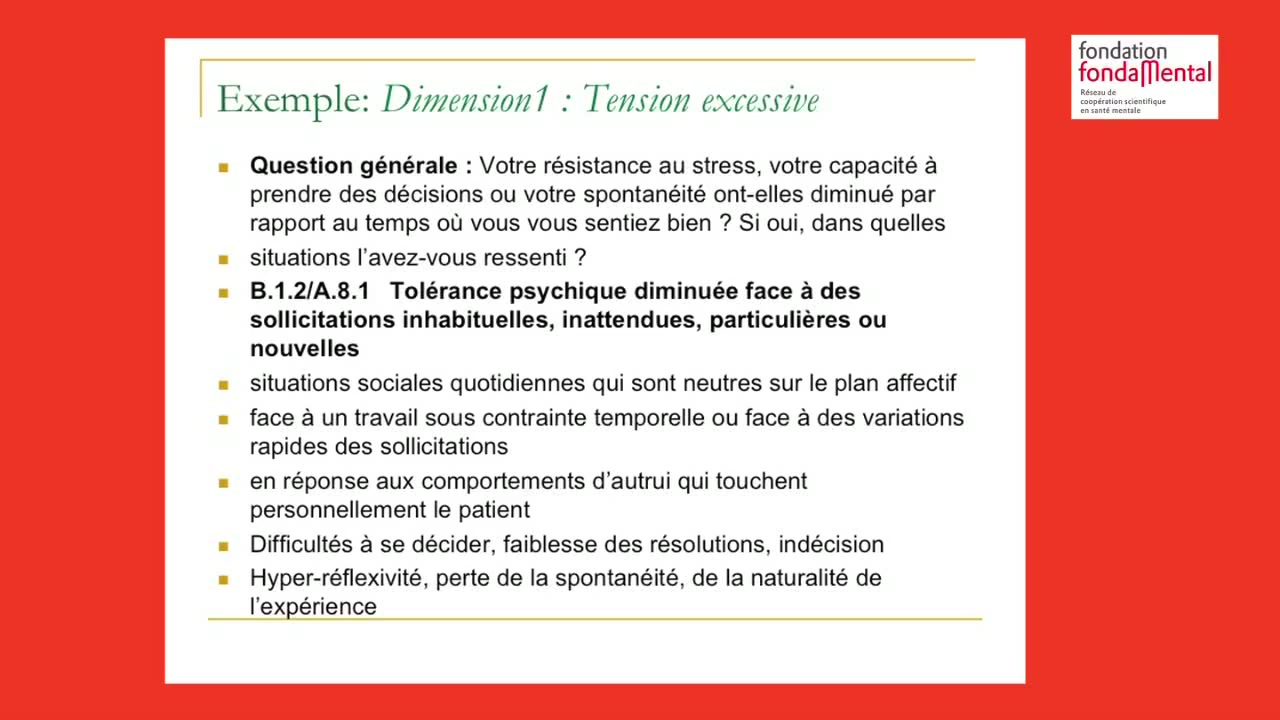 fondation
fondaMental
Réseau de
coopération scientifique
en santé mentale
Exemple: Dimension1 : Tension excessive
Question générale : Votre résistance au stress, votre capacité à
prendre des décisions ou votre spontanéité ont-elles diminué par
rapport au temps où vous vous sentiez bien ? Si oui, dans quelles
situations l’avez-vous ressenti ?
B.1.2/A.8.1 Tolérance psychique diminuée face à des
sollicitations inhabituelles, inattendues, particulières ou
nouvelles
situations sociales quotidiennes qui sont neutres sur le plan affectif
face à un travail sous contrainte temporelle ou face à des variations
rapides des sollicitations
en réponse aux comportements d’autrui qui touchent
personnellement le patient
Difficultés à se décider, faiblesse des résolutions, indécision
Hyper-réflexivité, perte de la spontanéité, de la naturalité de
l’expérience